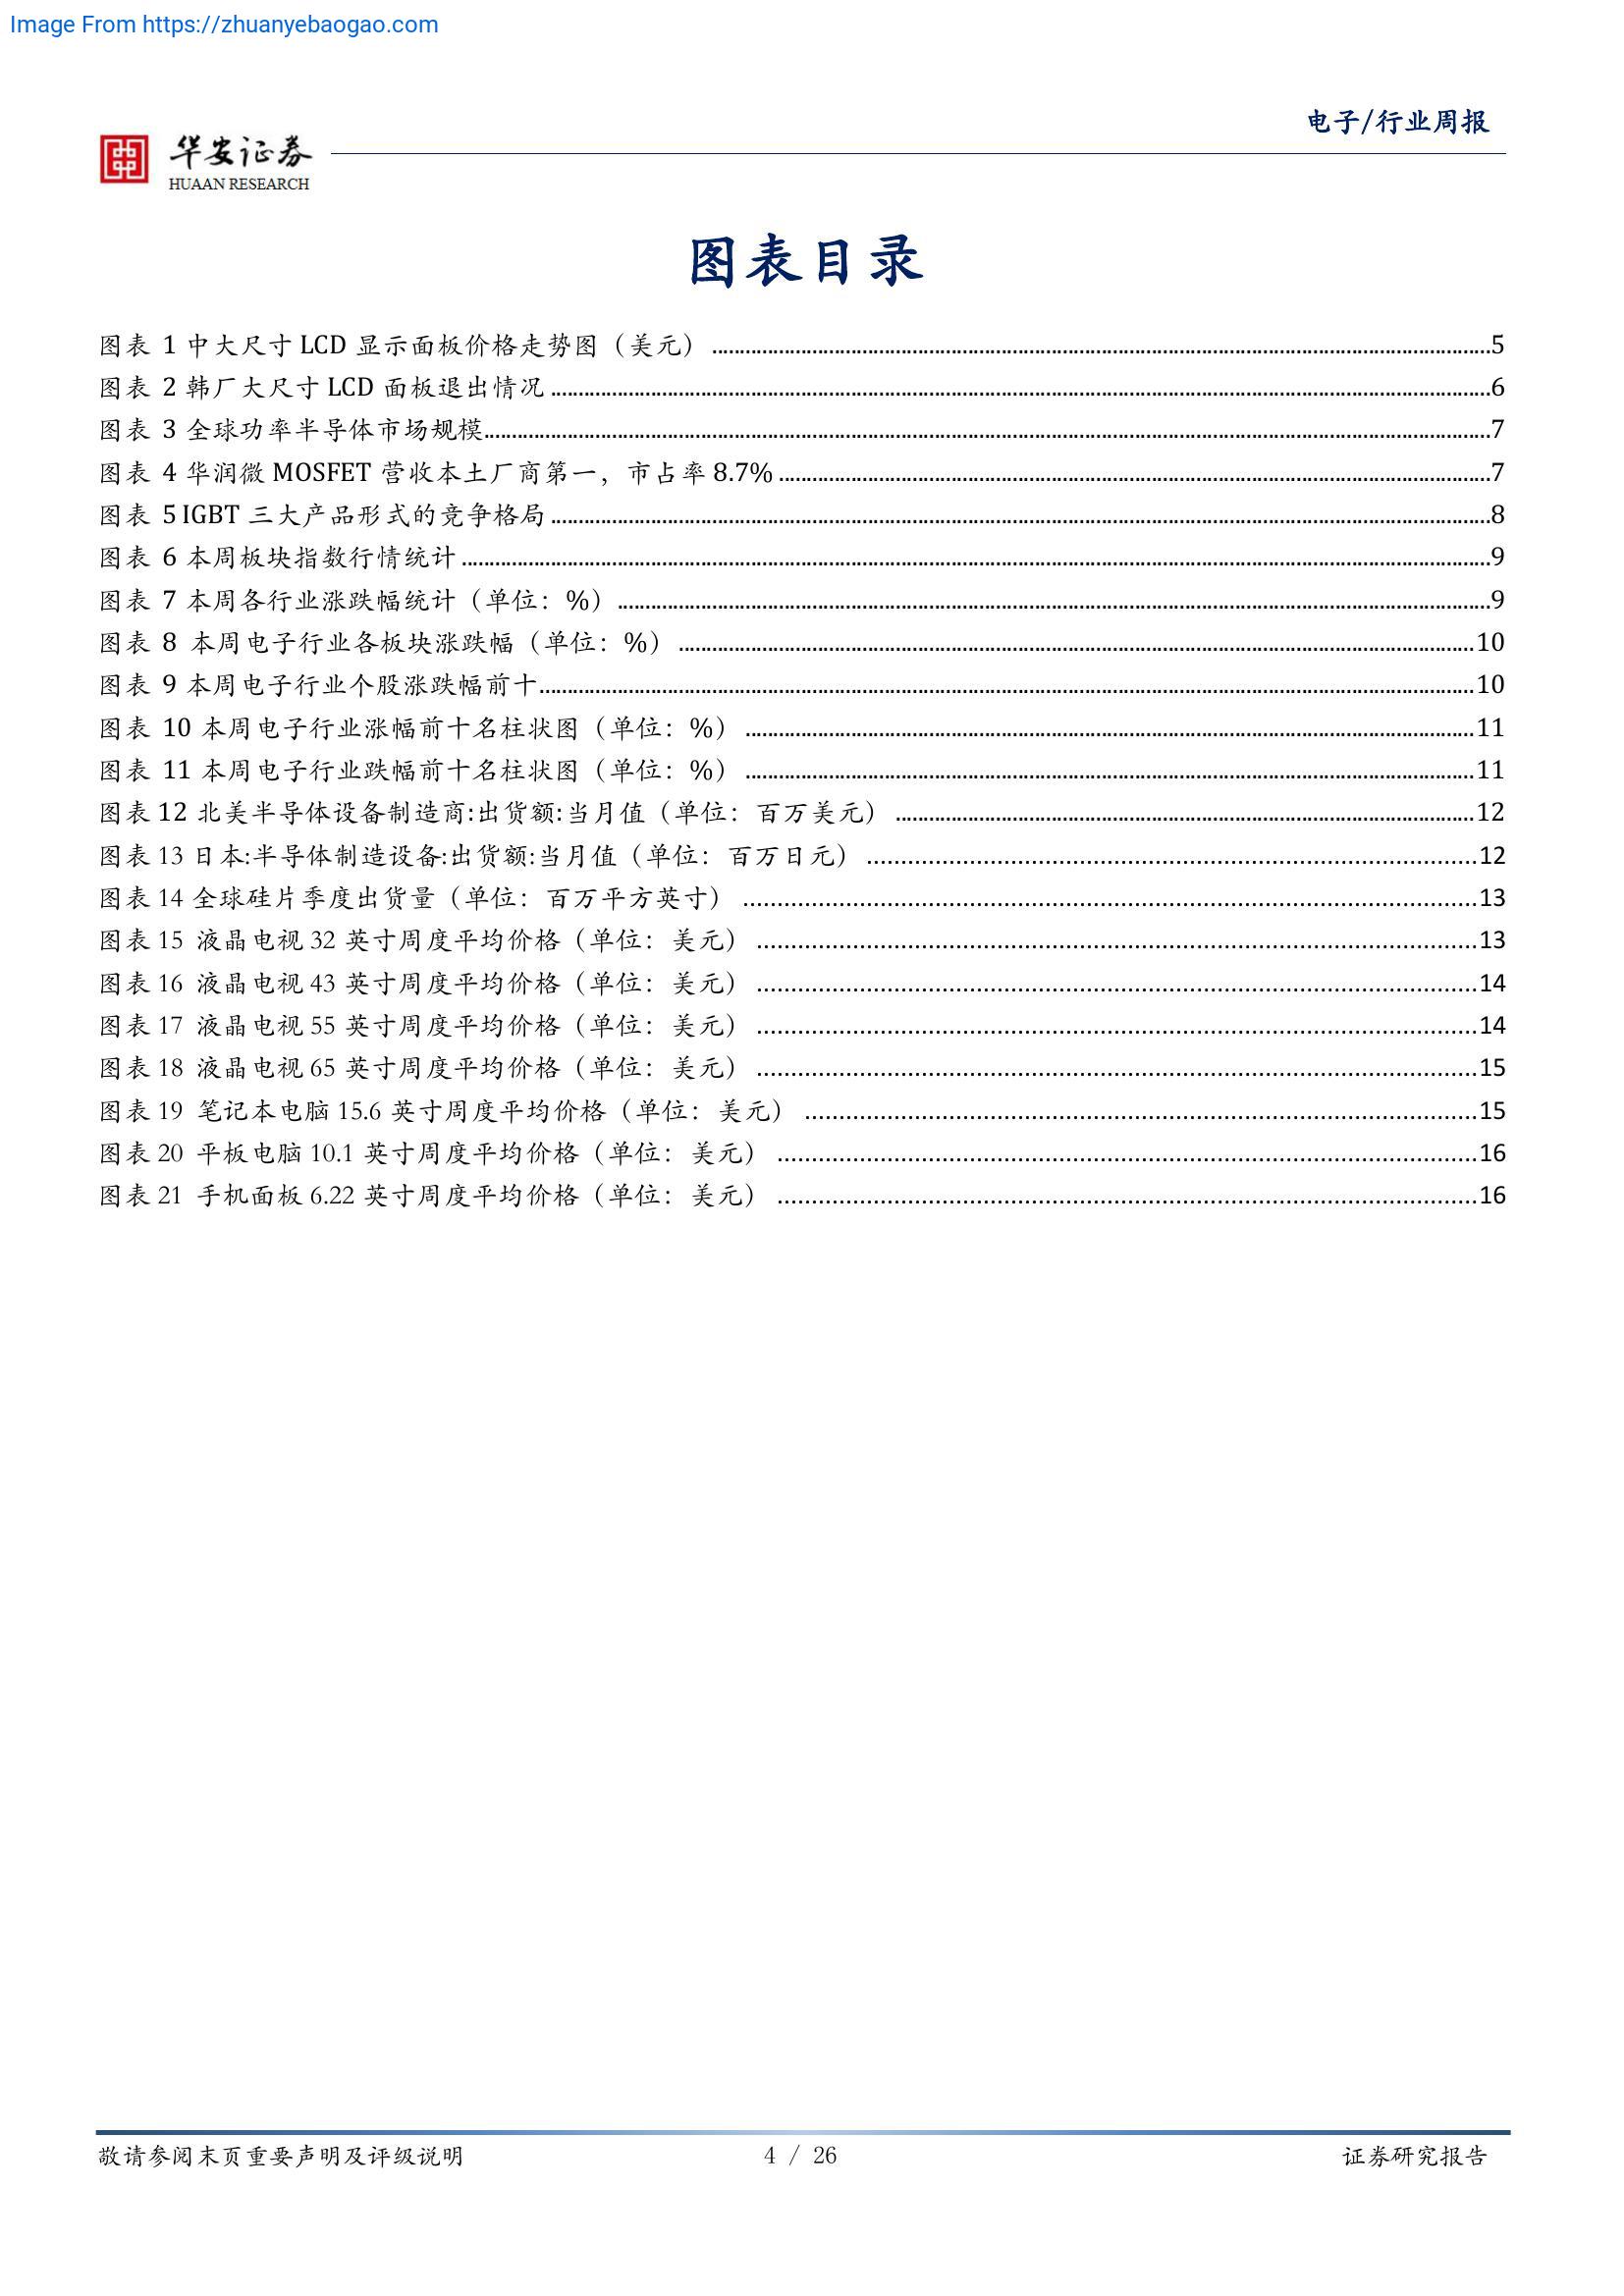 Image From https://zhuanyebaogao.com
电子/行业周报
华安证券
HUAAN RESEARCH
图表目录
图表 1 中大尺寸 LCD 显示面板价格走势图（美元）5
图表 2 韩厂大尺寸 LCD 面板退出情况6
图表 3 全球功率半导体市场规模7
图表 4 华润微 MOSFET 营收本土厂商第一，市占率 8.7%7
图表 5 IGBT 三大产品形式的竞争格局8
图表 6 本周板块指数行情统计9
图表 7 本周各行业涨跌幅统计（单位：%）9
图表 8 本周电子行业各板块涨跌幅（单位：%）10
图表 9 本周电子行业个股涨跌幅前十10
图表 10 本周电子行业涨幅前十名柱状图（单位：%）11
图表 11 本周电子行业跌幅前十名柱状图（单位：%）11
图表 12 北美半导体设备制造商:出货额:当月值（单位：百万美元）12
图表 13 日本:半导体制造设备:出货额:当月值（单位：百万日元）12
图表 14 全球硅片季度出货量（单位：百万平方英寸）13
图表 15 液晶电视 32 英寸周度平均价格（单位：美元）13
图表 16 液晶电视 43 英寸周度平均价格（单位：美元）14
图表 17 液晶电视 55 英寸周度平均价格（单位：美元）14
图表 18 液晶电视 65 英寸周度平均价格（单位：美元）15
图表 19 笔记本电脑 15.6 英寸周度平均价格（单位：美元）15
图表 20 平板电脑 10.1 英寸周度平均价格（单位：美元）16
图表 21 手机面板 6.22 英寸周度平均价格（单位：美元）16
敬请参阅末页重要声明及评级说明 4 / 26 证券研究报告